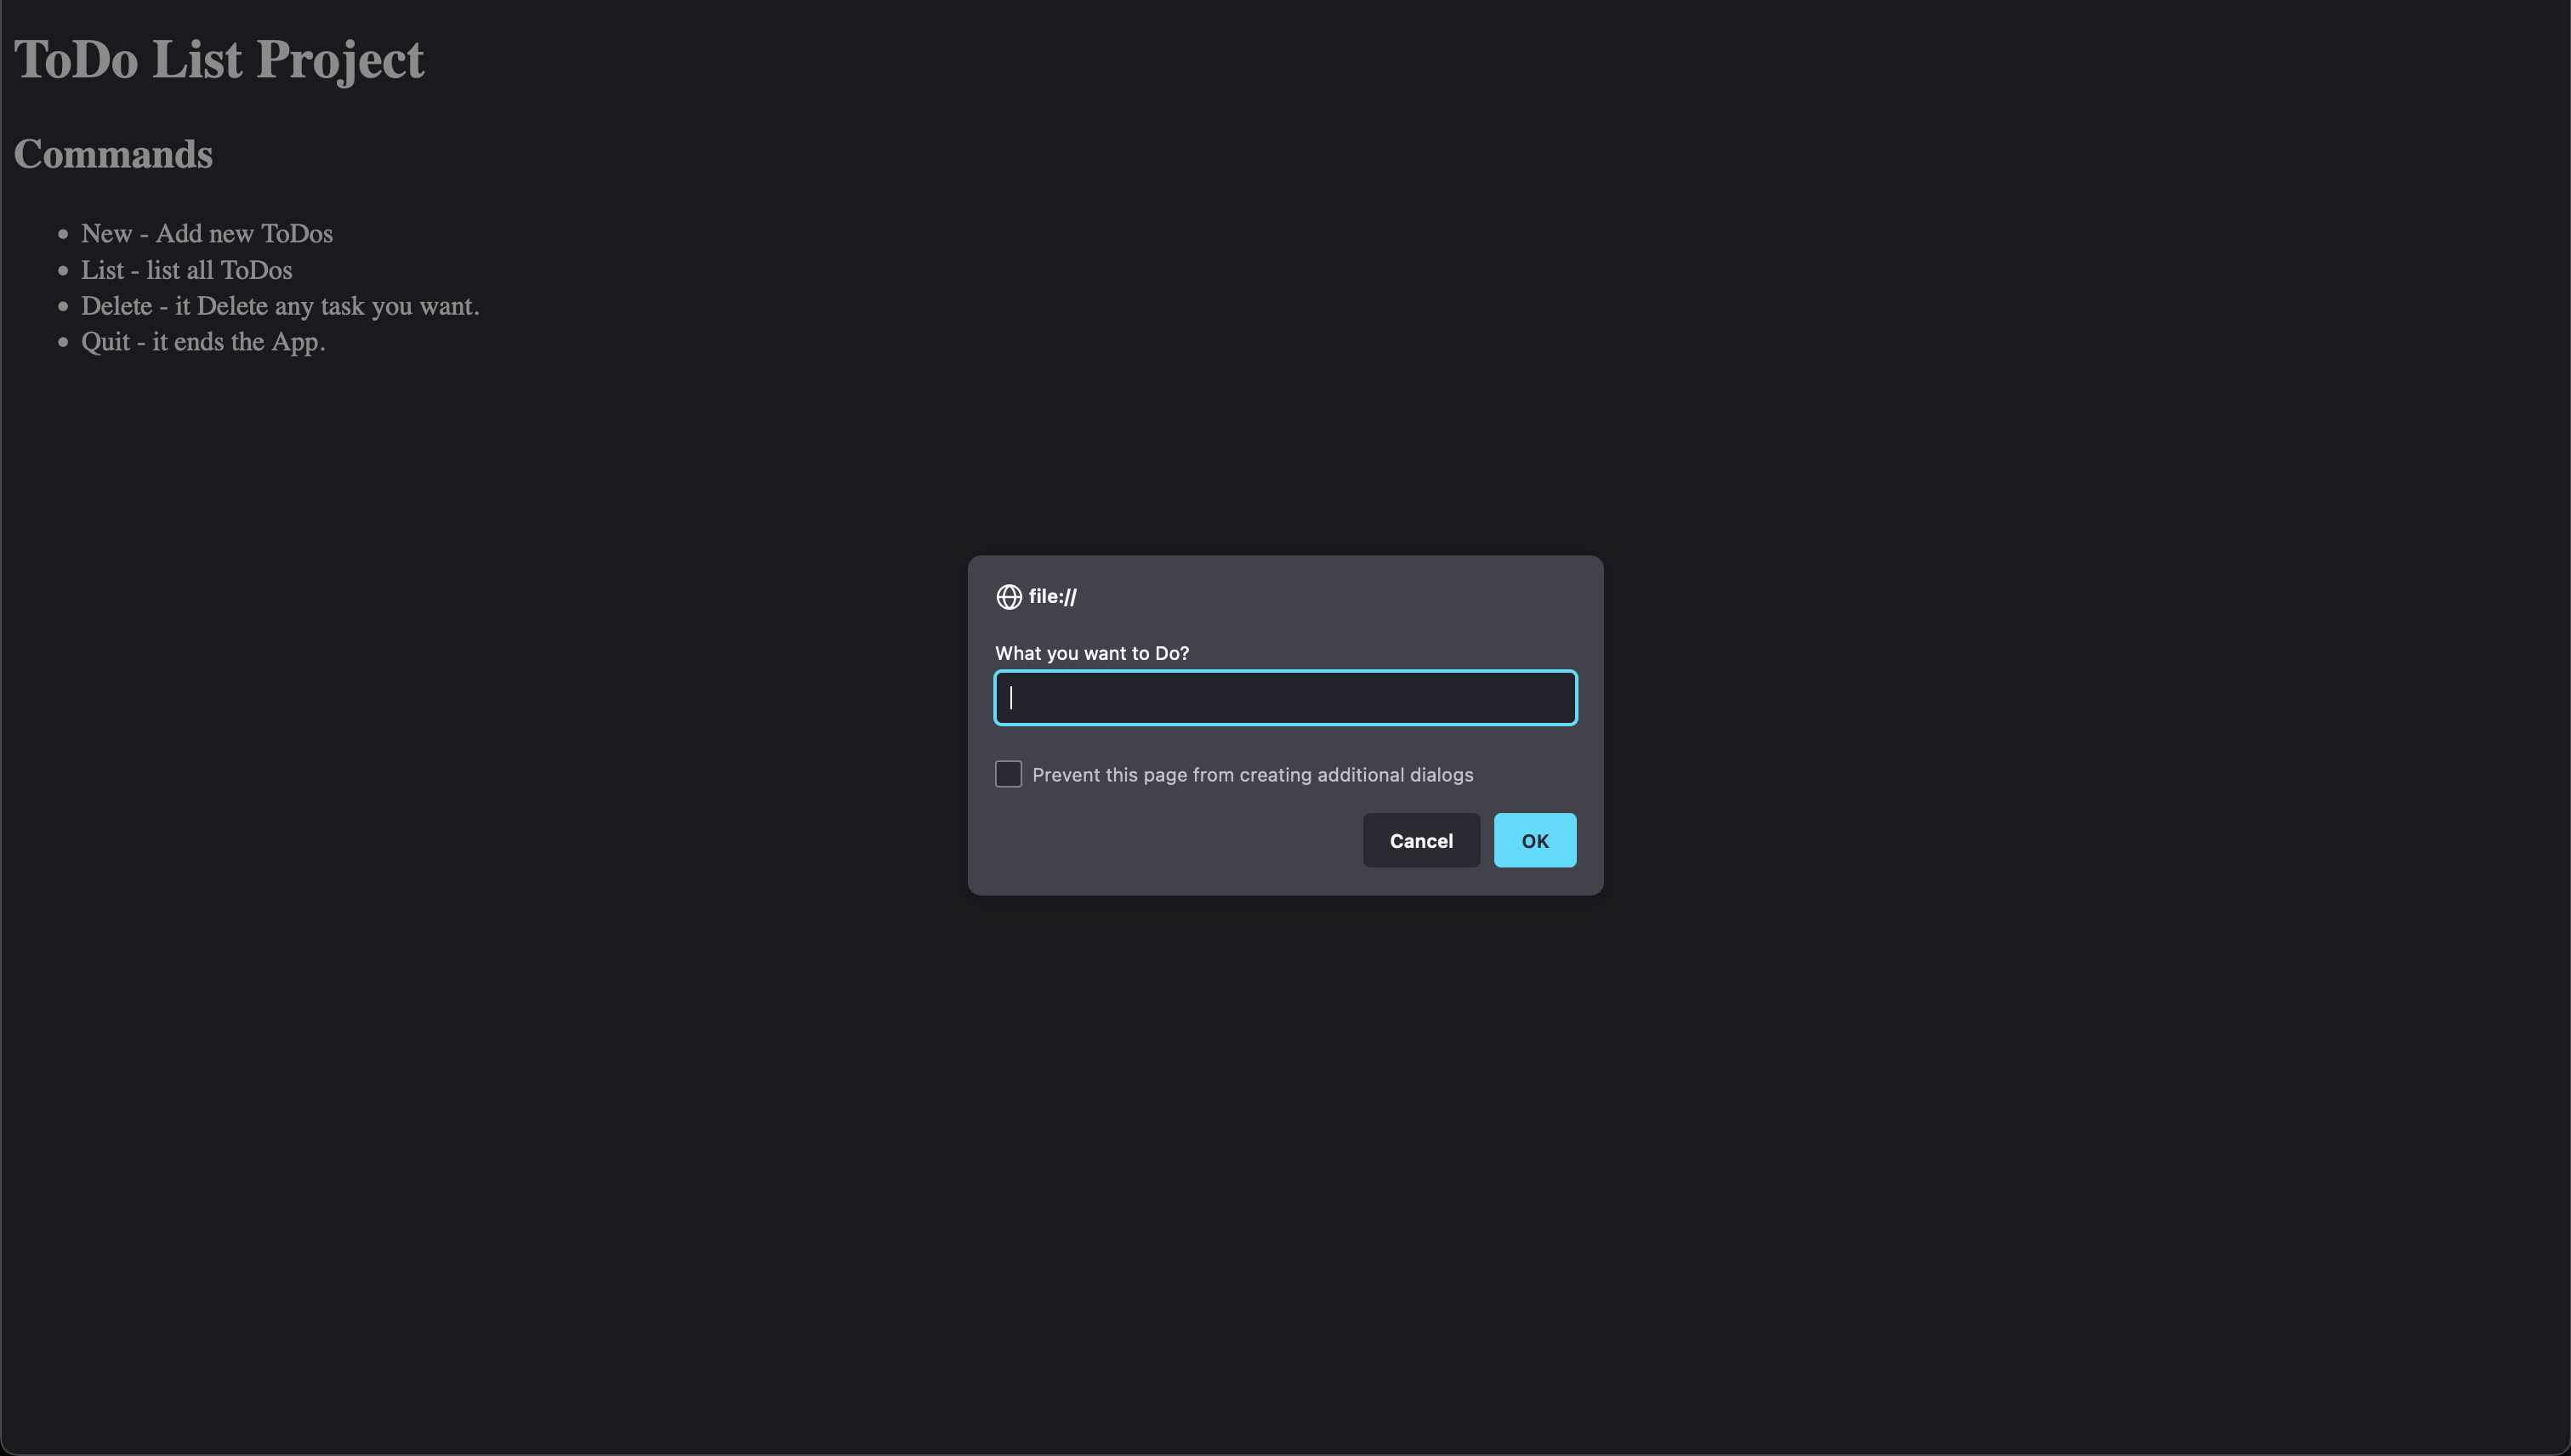 ToDo List Project
Commands
• New - Add new ToDos
• List - list all ToDos
• Delete - it Delete any task you want.
• Quit - it ends the App.
file://
What you want to Do?
Prevent this page from creating additional dialogs
Cancel OK